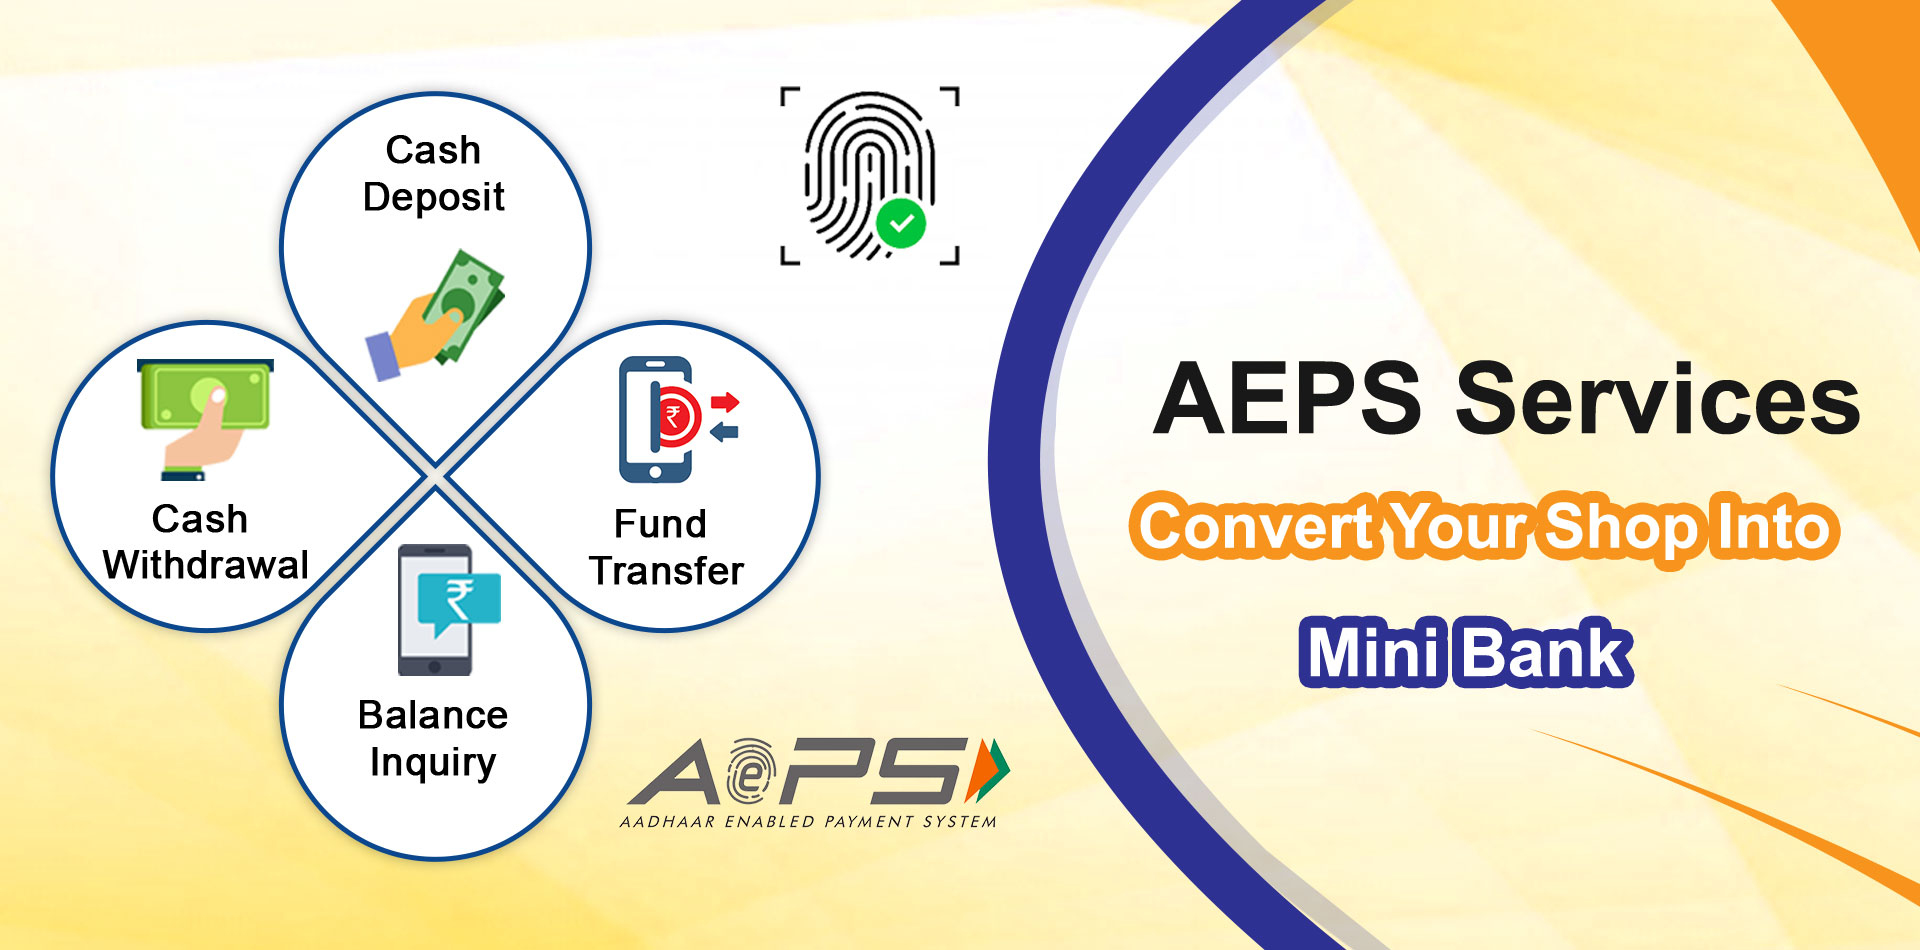 Cash
Deposit
Cash
Withdrawal
Fund
Transfer
₹
₹
Balance
Inquiry
AePS
AADHAAR ENABLED PAYMENT SYSTEM
AEPS Services
Convert Your Shop Into
Mini Bank